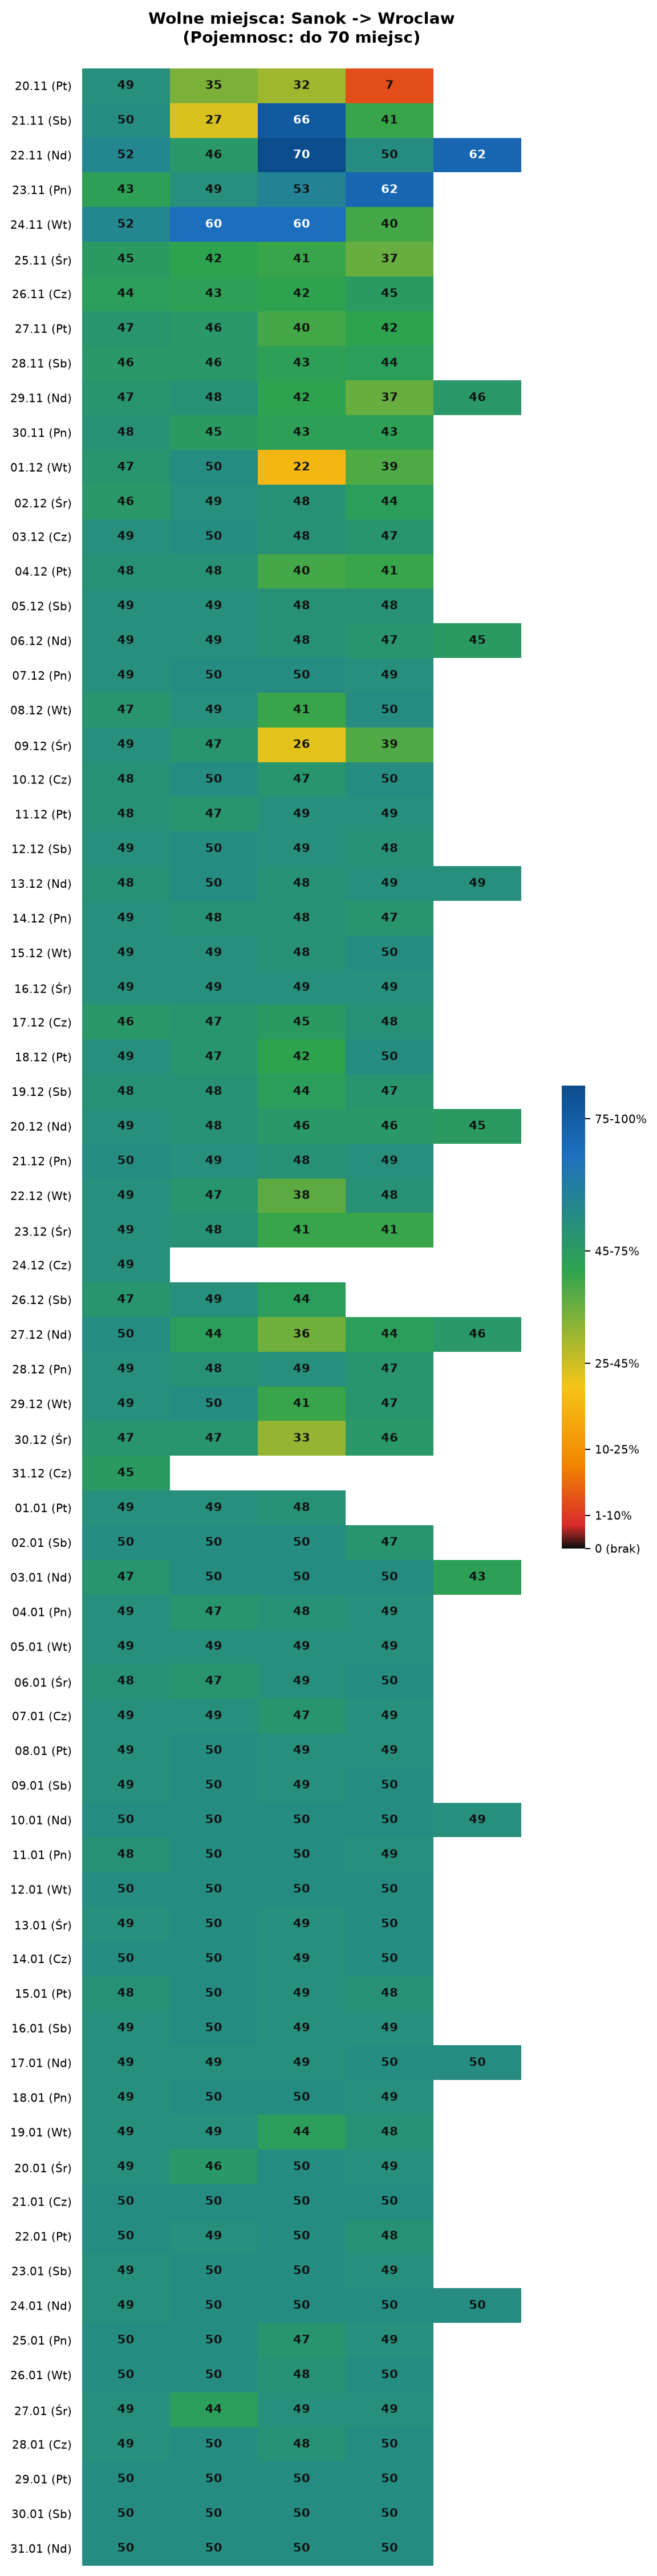 Wolne miejsca: Sanok -> Wroclaw
(Pojemnosc: do 70 miejsc)
20.11 (Pt) 49 35 32 7
21.11 (Sb) 50 27 66 41
22.11 (Nd) 52 46 70 50 62
23.11 (Pn) 43 49 53 62
24.11 (Wt) 52 60 60 40
25.11 (Śr) 45 42 41 37
26.11 (Cz) 44 43 42 45
27.11 (Pt) 47 46 40 42
28.11 (Sb) 46 46 43 44
29.11 (Nd) 47 48 42 37 46
30.11 (Pn) 48 45 43 43
01.12 (Wt) 47 50 22 39
02.12 (Śr) 46 49 48 44
03.12 (Cz) 49 50 48 47
04.12 (Pt) 48 48 40 41
05.12 (Sb) 49 49 48 48
06.12 (Nd) 49 49 48 47 45
07.12 (Pn) 49 50 50 49
08.12 (Wt) 47 49 41 50
09.12 (Śr) 49 47 26 39
10.12 (Cz) 48 50 47 50
11.12 (Pt) 48 47 49 49
12.12 (Sb) 49 50 49 48
13.12 (Nd) 48 50 48 49 49
14.12 (Pn) 49 48 48 47
15.12 (Wt) 49 49 48 50
16.12 (Śr) 49 49 49 49
17.12 (Cz) 46 47 45 48
18.12 (Pt) 49 47 42 50
19.12 (Sb) 48 48 44 47
20.12 (Nd) 49 48 46 46 45
21.12 (Pn) 50 49 48 49
22.12 (Wt) 49 47 38 48
23.12 (Śr) 49 48 41 41
24.12 (Cz) 49
26.12 (Sb) 47 49 44
27.12 (Nd) 50 44 36 44 46
28.12 (Pn) 49 48 49 47
29.12 (Wt) 49 50 41 47
30.12 (Śr) 47 47 33 46
31.12 (Cz) 45
01.01 (Pt) 49 49 48
02.01 (Sb) 50 50 50 47
03.01 (Nd) 47 50 50 50 43
04.01 (Pn) 49 47 48 49
05.01 (Wt) 49 49 49 49
06.01 (Śr) 48 47 49 50
07.01 (Cz) 49 49 47 49
08.01 (Pt) 49 50 49 49
09.01 (Sb) 49 50 49 50
10.01 (Nd) 50 50 50 50 49
11.01 (Pn) 48 50 50 49
12.01 (Wt) 50 50 50 50
13.01 (Śr) 49 50 49 50
14.01 (Cz) 50 50 49 50
15.01 (Pt) 48 50 49 48
16.01 (Sb) 49 50 49 49
17.01 (Nd) 49 49 49 50 50
18.01 (Pn) 49 50 50 49
19.01 (Wt) 49 49 44 48
20.01 (Śr) 49 46 50 49
21.01 (Cz) 50 50 50 50
22.01 (Pt) 50 49 50 48
23.01 (Sb) 49 50 50 49
24.01 (Nd) 49 50 50 50 50
25.01 (Pn) 50 50 47 49
26.01 (Wt) 50 50 48 50
27.01 (Śr) 49 44 49 49
28.01 (Cz) 49 50 48 50
29.01 (Pt) 50 50 50 50
30.01 (Sb) 50 50 50 50
31.01 (Nd) 50 50 50 50
75-100%
45-75%
25-45%
10-25%
1-10%
0 (brak)